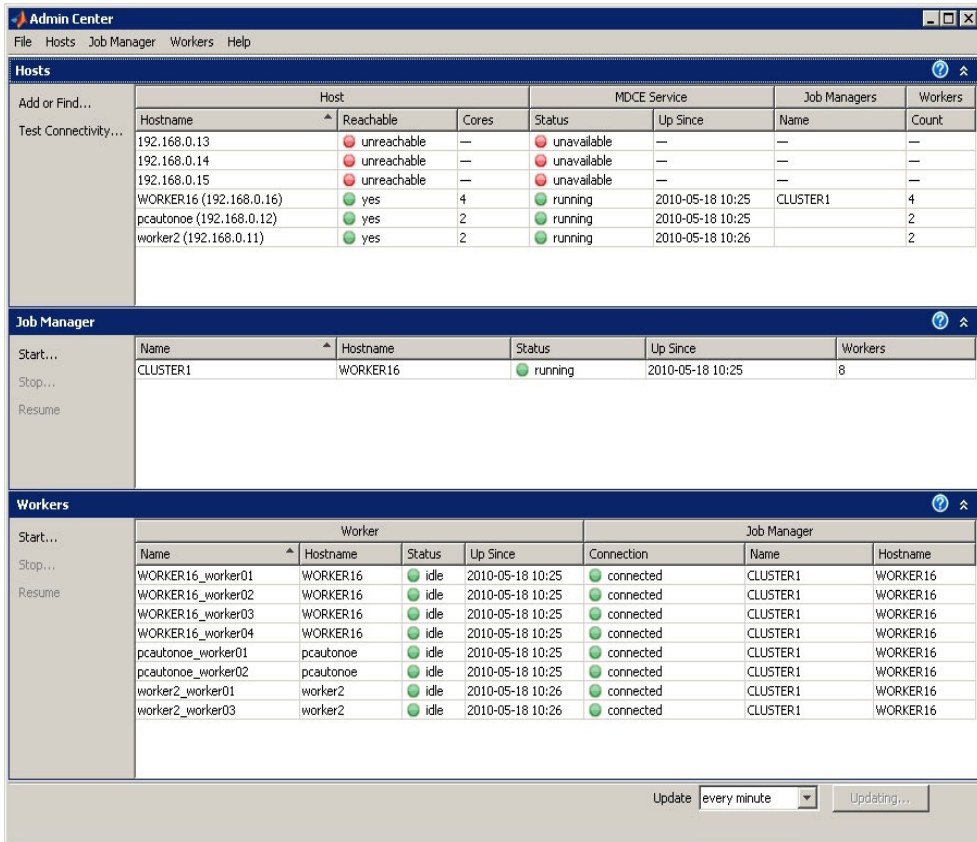 Admin Center
File Hosts Job Manager Workers Help
Hosts
Add or Find...
Test Connectivity...
Host MDCE Service Job Managers Workers
Hostname Reachable Cores Status Up Since Name Count
192.168.0.13 unreachable — unavailable — — —
192.168.0.14 unreachable — unavailable — — —
192.168.0.15 unreachable — unavailable — — —
WORKER16 (192.168.0.16) yes 4 running 2010-05-18 10:25 CLUSTER1 4
pcautonoe (192.168.0.12) yes 2 running 2010-05-18 10:25 2
worker2 (192.168.0.11) yes 2 running 2010-05-18 10:26 2
Job Manager
Start...
Stop...
Resume
Name Hostname Status Up Since Workers
CLUSTER1 WORKER16 running 2010-05-18 10:25 8
Workers
Start...
Stop...
Resume
Worker Job Manager
Name Hostname Status Up Since Connection Name Hostname
WORKER16_worker01 WORKER16 idle 2010-05-18 10:25 connected CLUSTER1 WORKER16
WORKER16_worker02 WORKER16 idle 2010-05-18 10:25 connected CLUSTER1 WORKER16
WORKER16_worker03 WORKER16 idle 2010-05-18 10:25 connected CLUSTER1 WORKER16
WORKER16_worker04 WORKER16 idle 2010-05-18 10:25 connected CLUSTER1 WORKER16
pcautonoe_worker01 pcautonoe idle 2010-05-18 10:25 connected CLUSTER1 WORKER16
pcautonoe_worker02 pcautonoe idle 2010-05-18 10:25 connected CLUSTER1 WORKER16
worker2_worker01 worker2 idle 2010-05-18 10:26 connected CLUSTER1 WORKER16
worker2_worker03 worker2 idle 2010-05-18 10:26 connected CLUSTER1 WORKER16
Update every minute Updating...